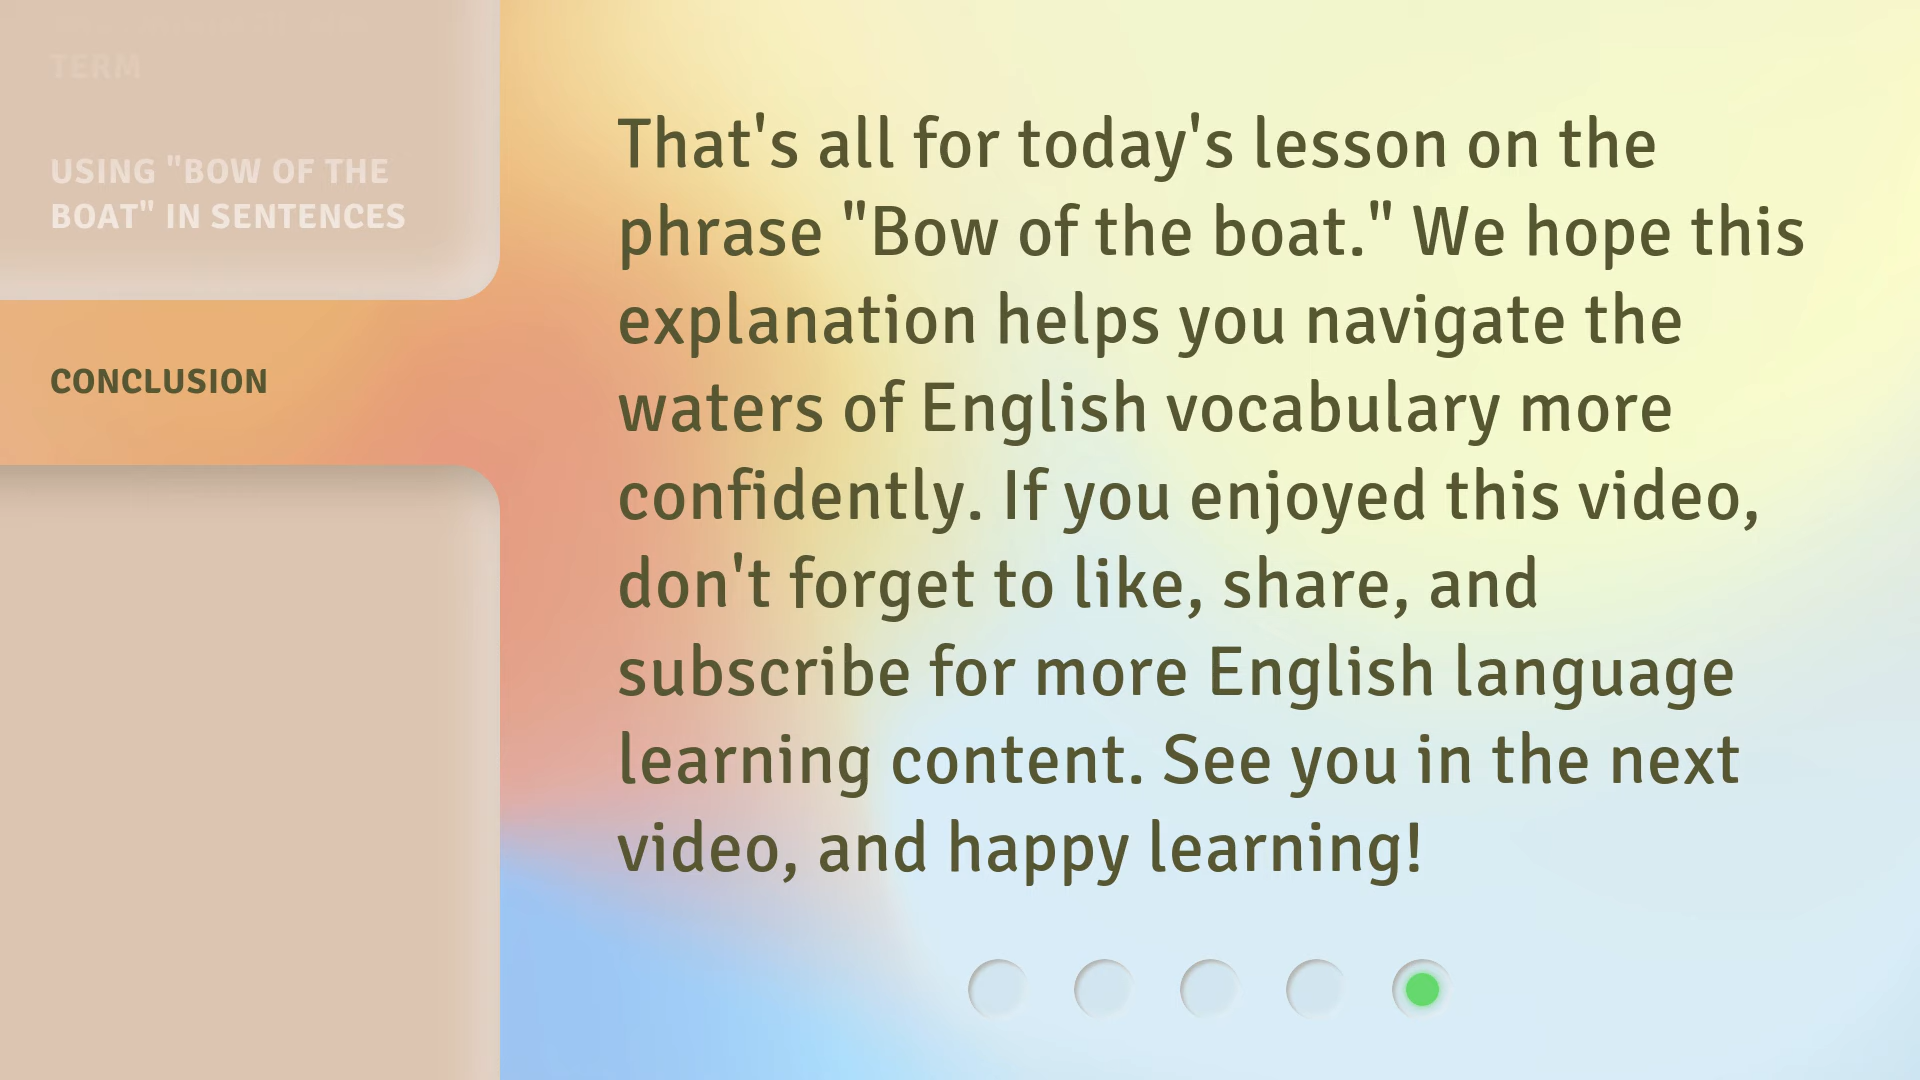 TERM
USING "BOW OF THE
BOAT" IN SENTENCES
CONCLUSION
That's all for today's lesson on the
phrase "Bow of the boat." We hope this
explanation helps you navigate the
waters of English vocabulary more
confidently. If you enjoyed this video,
don't forget to like, share, and
subscribe for more English language
learning content. See you in the next
video, and happy learning!